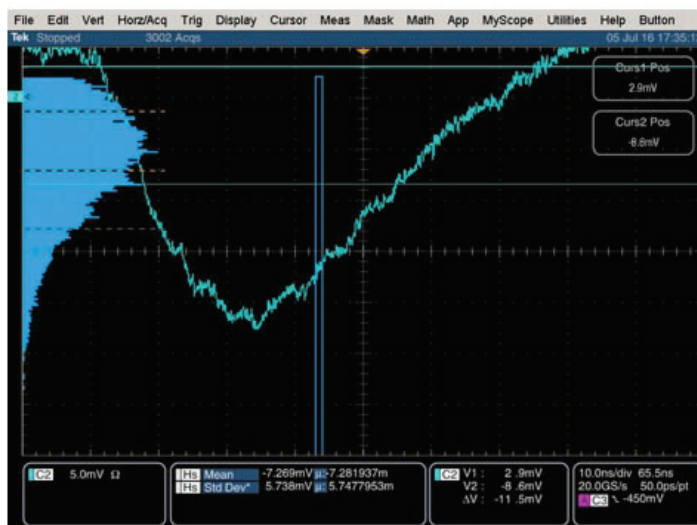 File Edit Vert Horz/Acq Trig Display Cursor Meas Mask Math App MyScope Utilities Help Button
Tek Stopped 3002 Acqs 05 Jul 16 17:35:1
Curs1 Pos
2.9mV
2
Curs2 Pos
-8.6mV
C2 5.0mV Ω
Hs Mean -7.269mV µ:-7.281937m
Hs Std Dev* 5.738mV µ: 5.7477953m
C2 V1 : 2 .9mV
V2 : -8 .6mV
ΔV : -11 .5mV
10.0ns/div 65.5ns
20.0GS/s 50.0ps/pt
A C3 -450mV